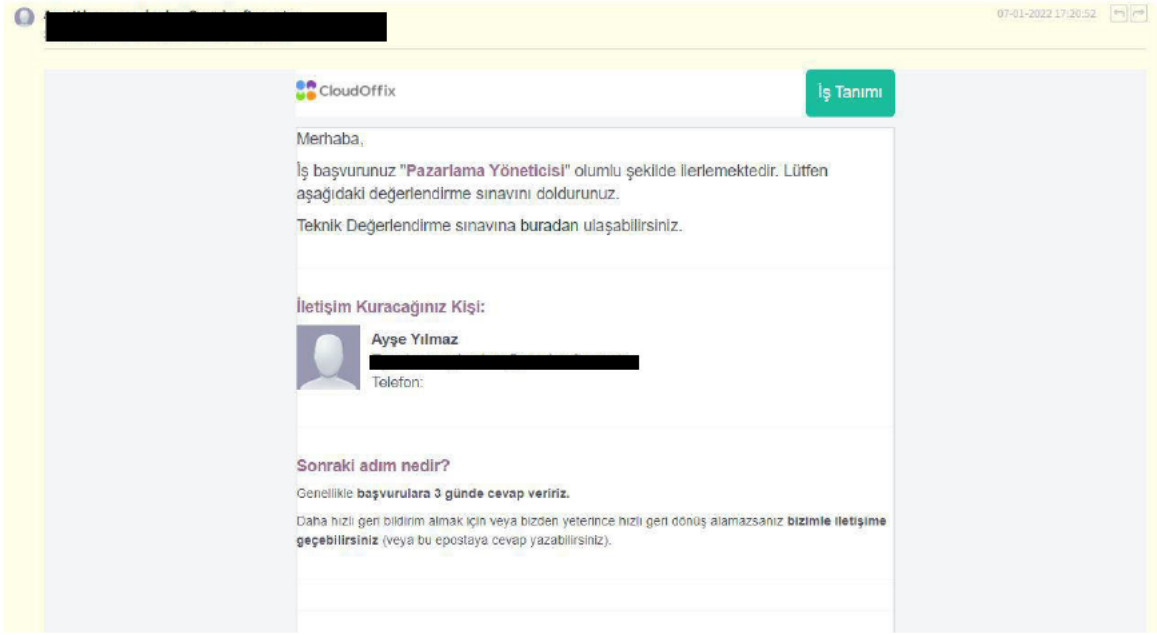 07-01-2022 17:20:52
CloudOffix
İş Tanımı
Merhaba,
İş başvurunuz "Pazarlama Yöneticisi" olumlu şekilde ilerlemektedir. Lütfen
aşağıdaki değerlendirme sınavını doldurunuz.
Teknik Değerlendirme sınavına buradan ulaşabilirsiniz.
İletişim Kuracağınız Kişi:
Ayşe Yılmaz
Telefon:
Sonraki adım nedir?
Genellikle başvurulara 3 günde cevap veririz.
Daha hızlı geri bildirim almak için veya bizden yeterince hızlı geri dönüş alamazsanız bizimle iletişime
geçebilirsiniz (veya bu epostaya cevap yazabilirsiniz).